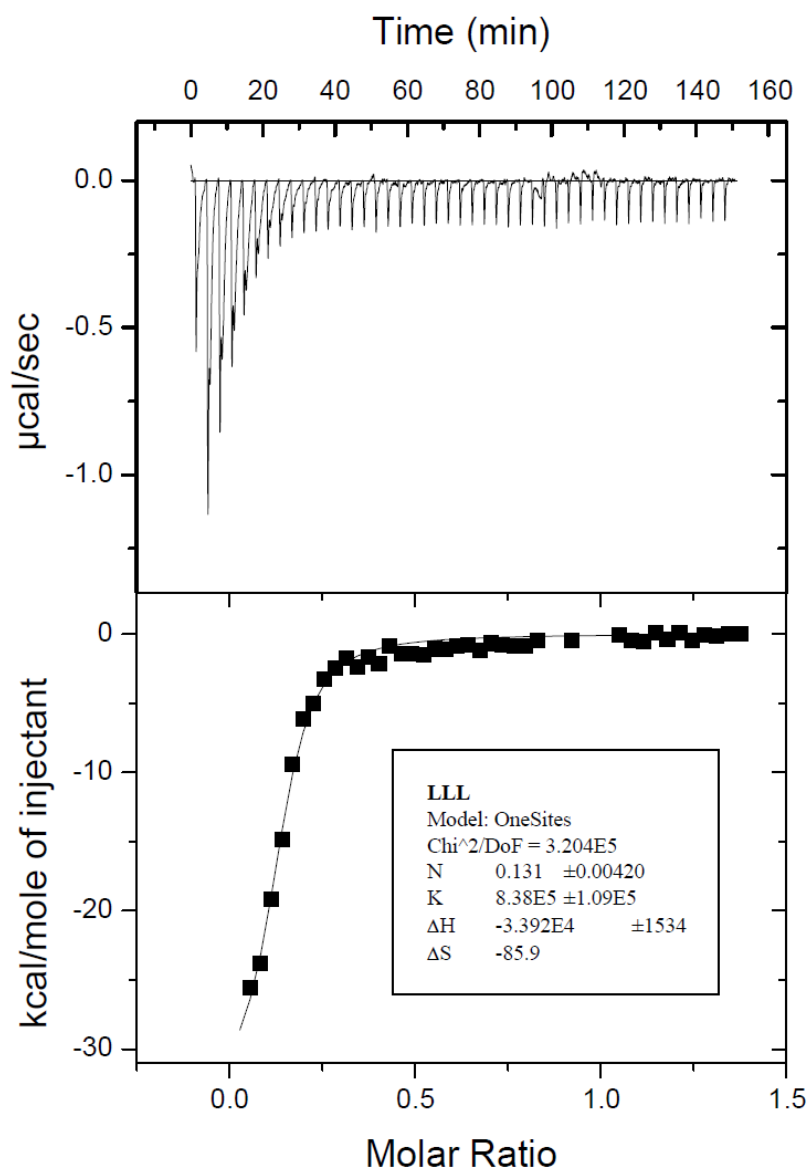 Time (min)
0 20 40 60 80 100 120 140 160
0.0
-0.5
-1.0
µcal/sec
0
-10
-20
-30
kcal/mole of injectant
LLL
Model: OneSites
Chi^2/DoF = 3.204E5
N 0.131 ±0.00420
K 8.38E5 ±1.09E5
ΔH -3.392E4 ±1534
ΔS -85.9
0.0 0.5 1.0 1.5
Molar Ratio